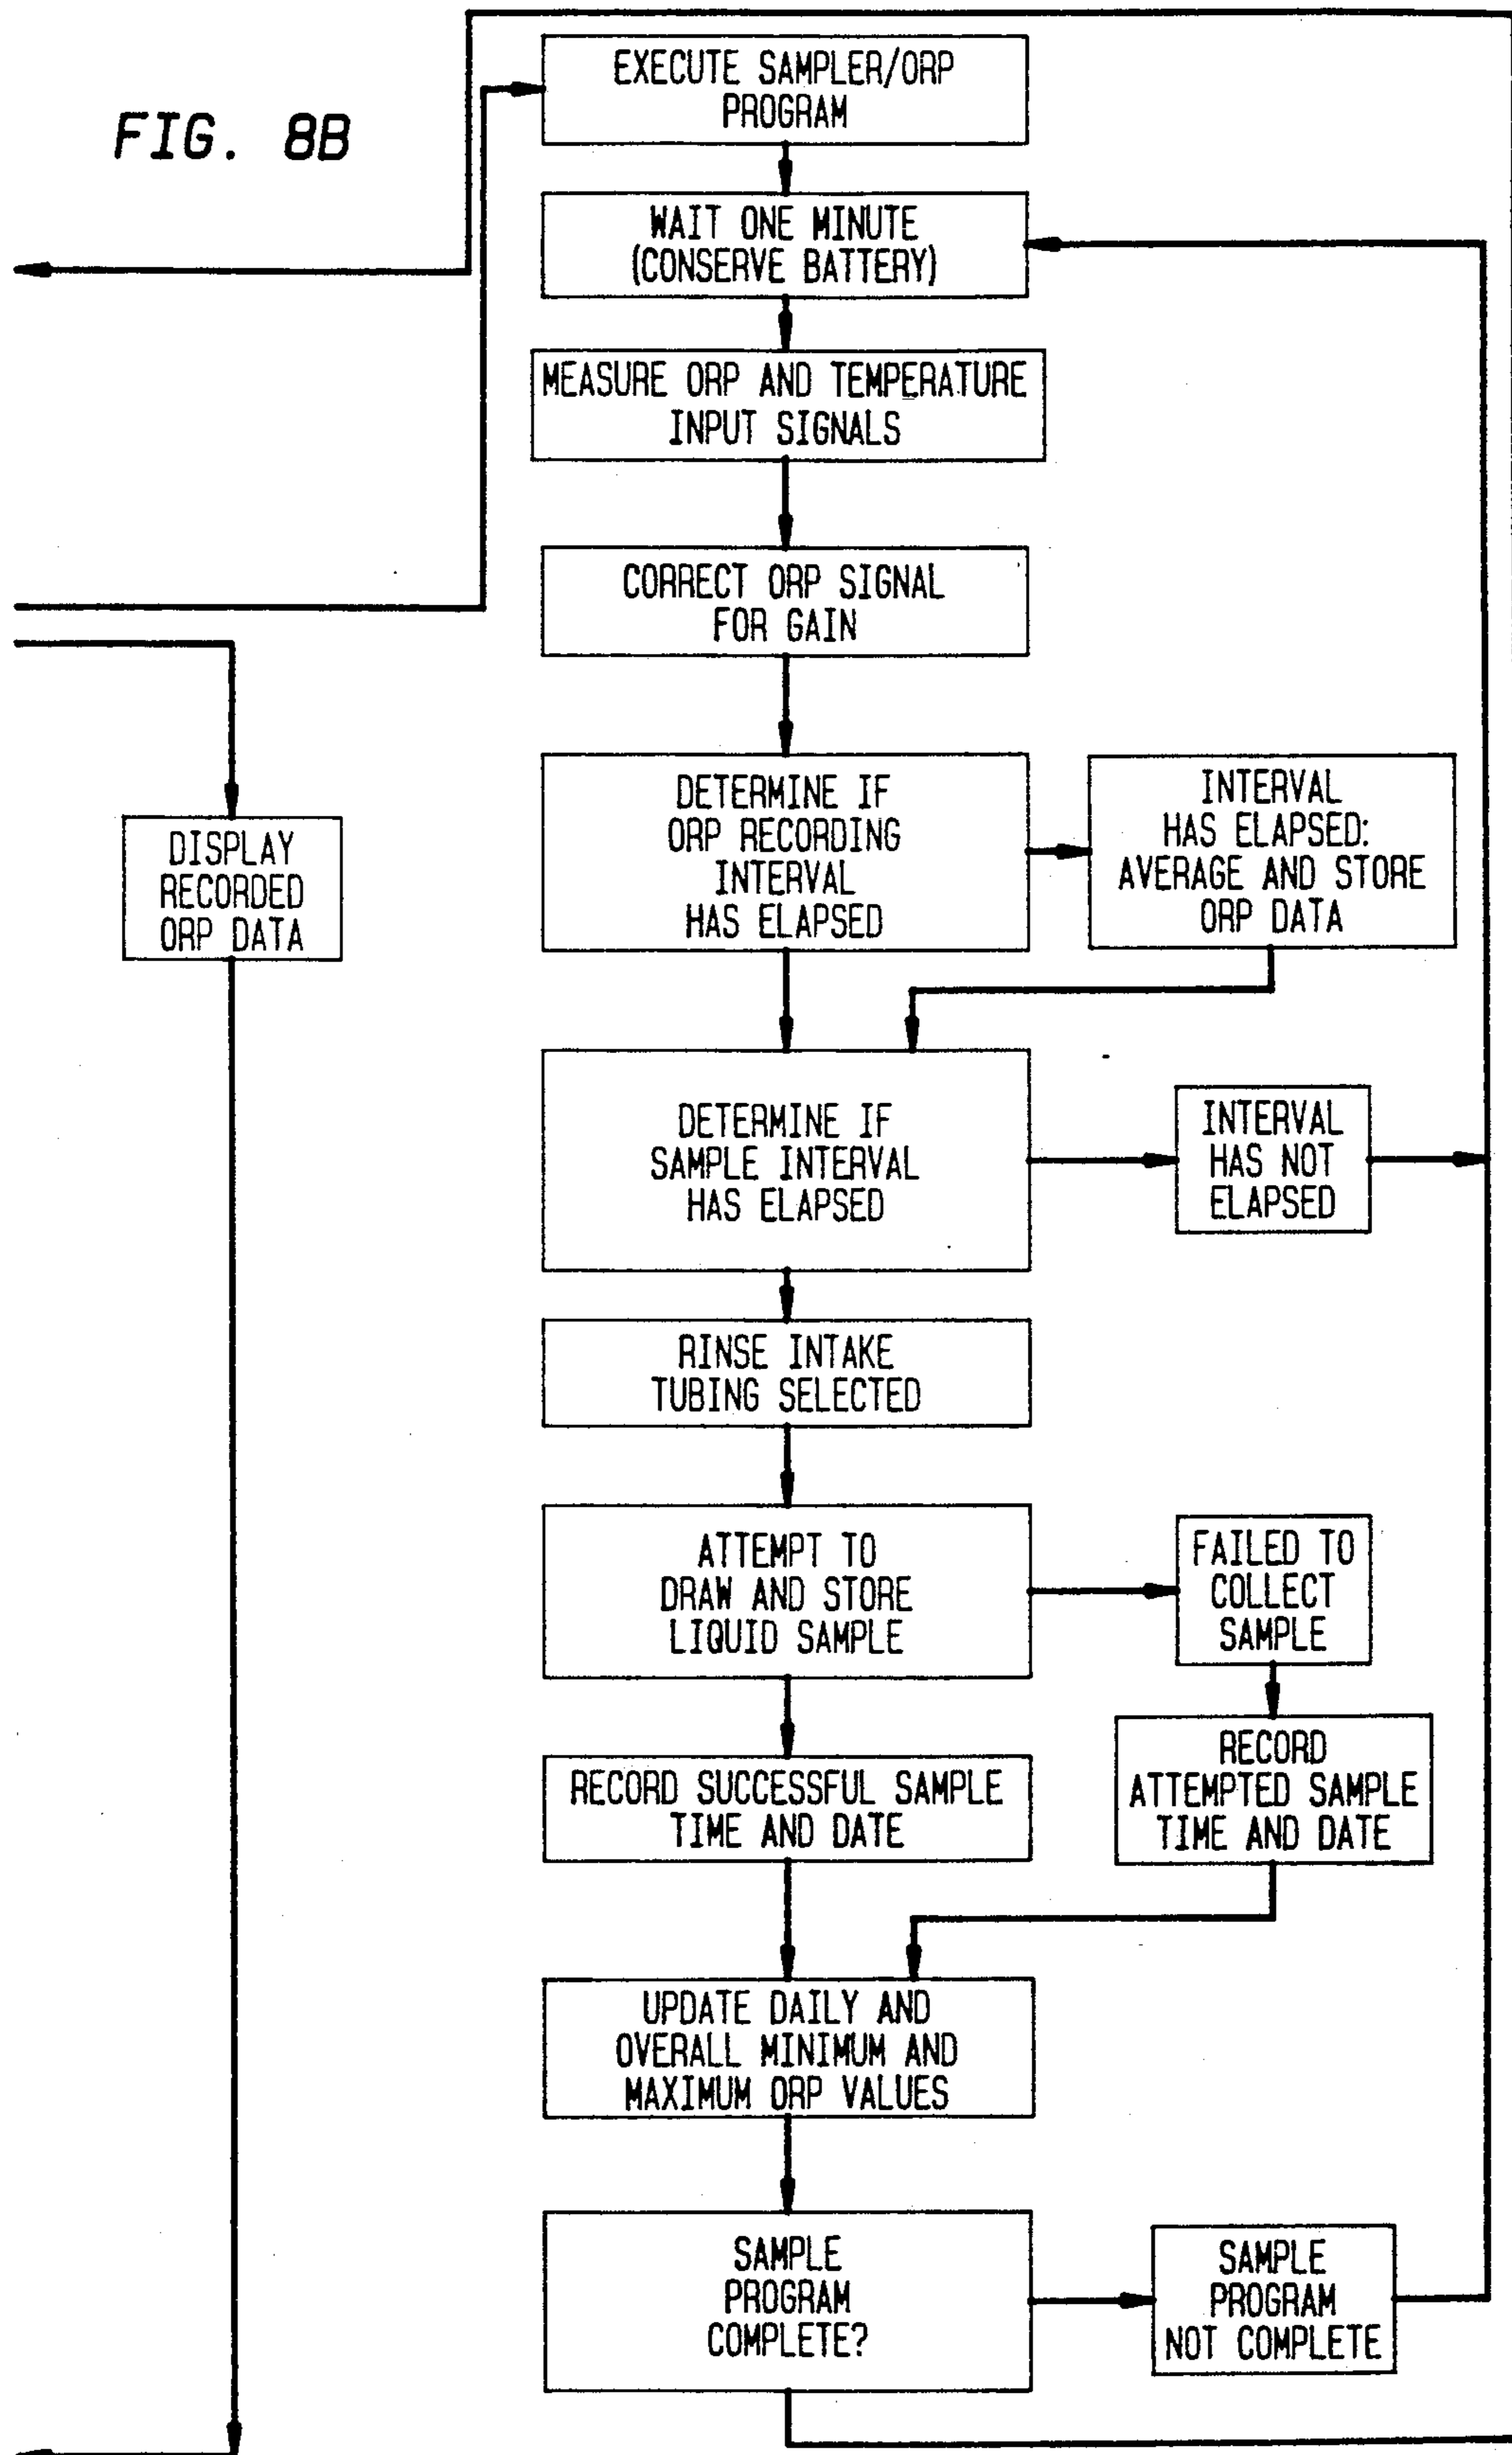 FIG. 8B
EXECUTE SAMPLER/ORP
PROGRAM
WAIT ONE MINUTE
(CONSERVE BATTERY)
MEASURE ORP AND TEMPERATURE
INPUT SIGNALS
CORRECT ORP SIGNAL
FOR GAIN
DETERMINE IF
ORP RECORDING
INTERVAL
HAS ELAPSED
INTERVAL
HAS ELAPSED:
AVERAGE AND STORE
ORP DATA
DISPLAY
RECORDED
ORP DATA
DETERMINE IF
SAMPLE INTERVAL
HAS ELAPSED
INTERVAL
HAS NOT
ELAPSED
RINSE INTAKE
TUBING SELECTED
ATTEMPT TO
DRAW AND STORE
LIQUID SAMPLE
FAILED TO
COLLECT
SAMPLE
RECORD SUCCESSFUL SAMPLE
TIME AND DATE
RECORD
ATTEMPTED SAMPLE
TIME AND DATE
UPDATE DAILY AND
OVERALL MINIMUM AND
MAXIMUM ORP VALUES
SAMPLE
PROGRAM
COMPLETE?
SAMPLE
PROGRAM
NOT COMPLETE